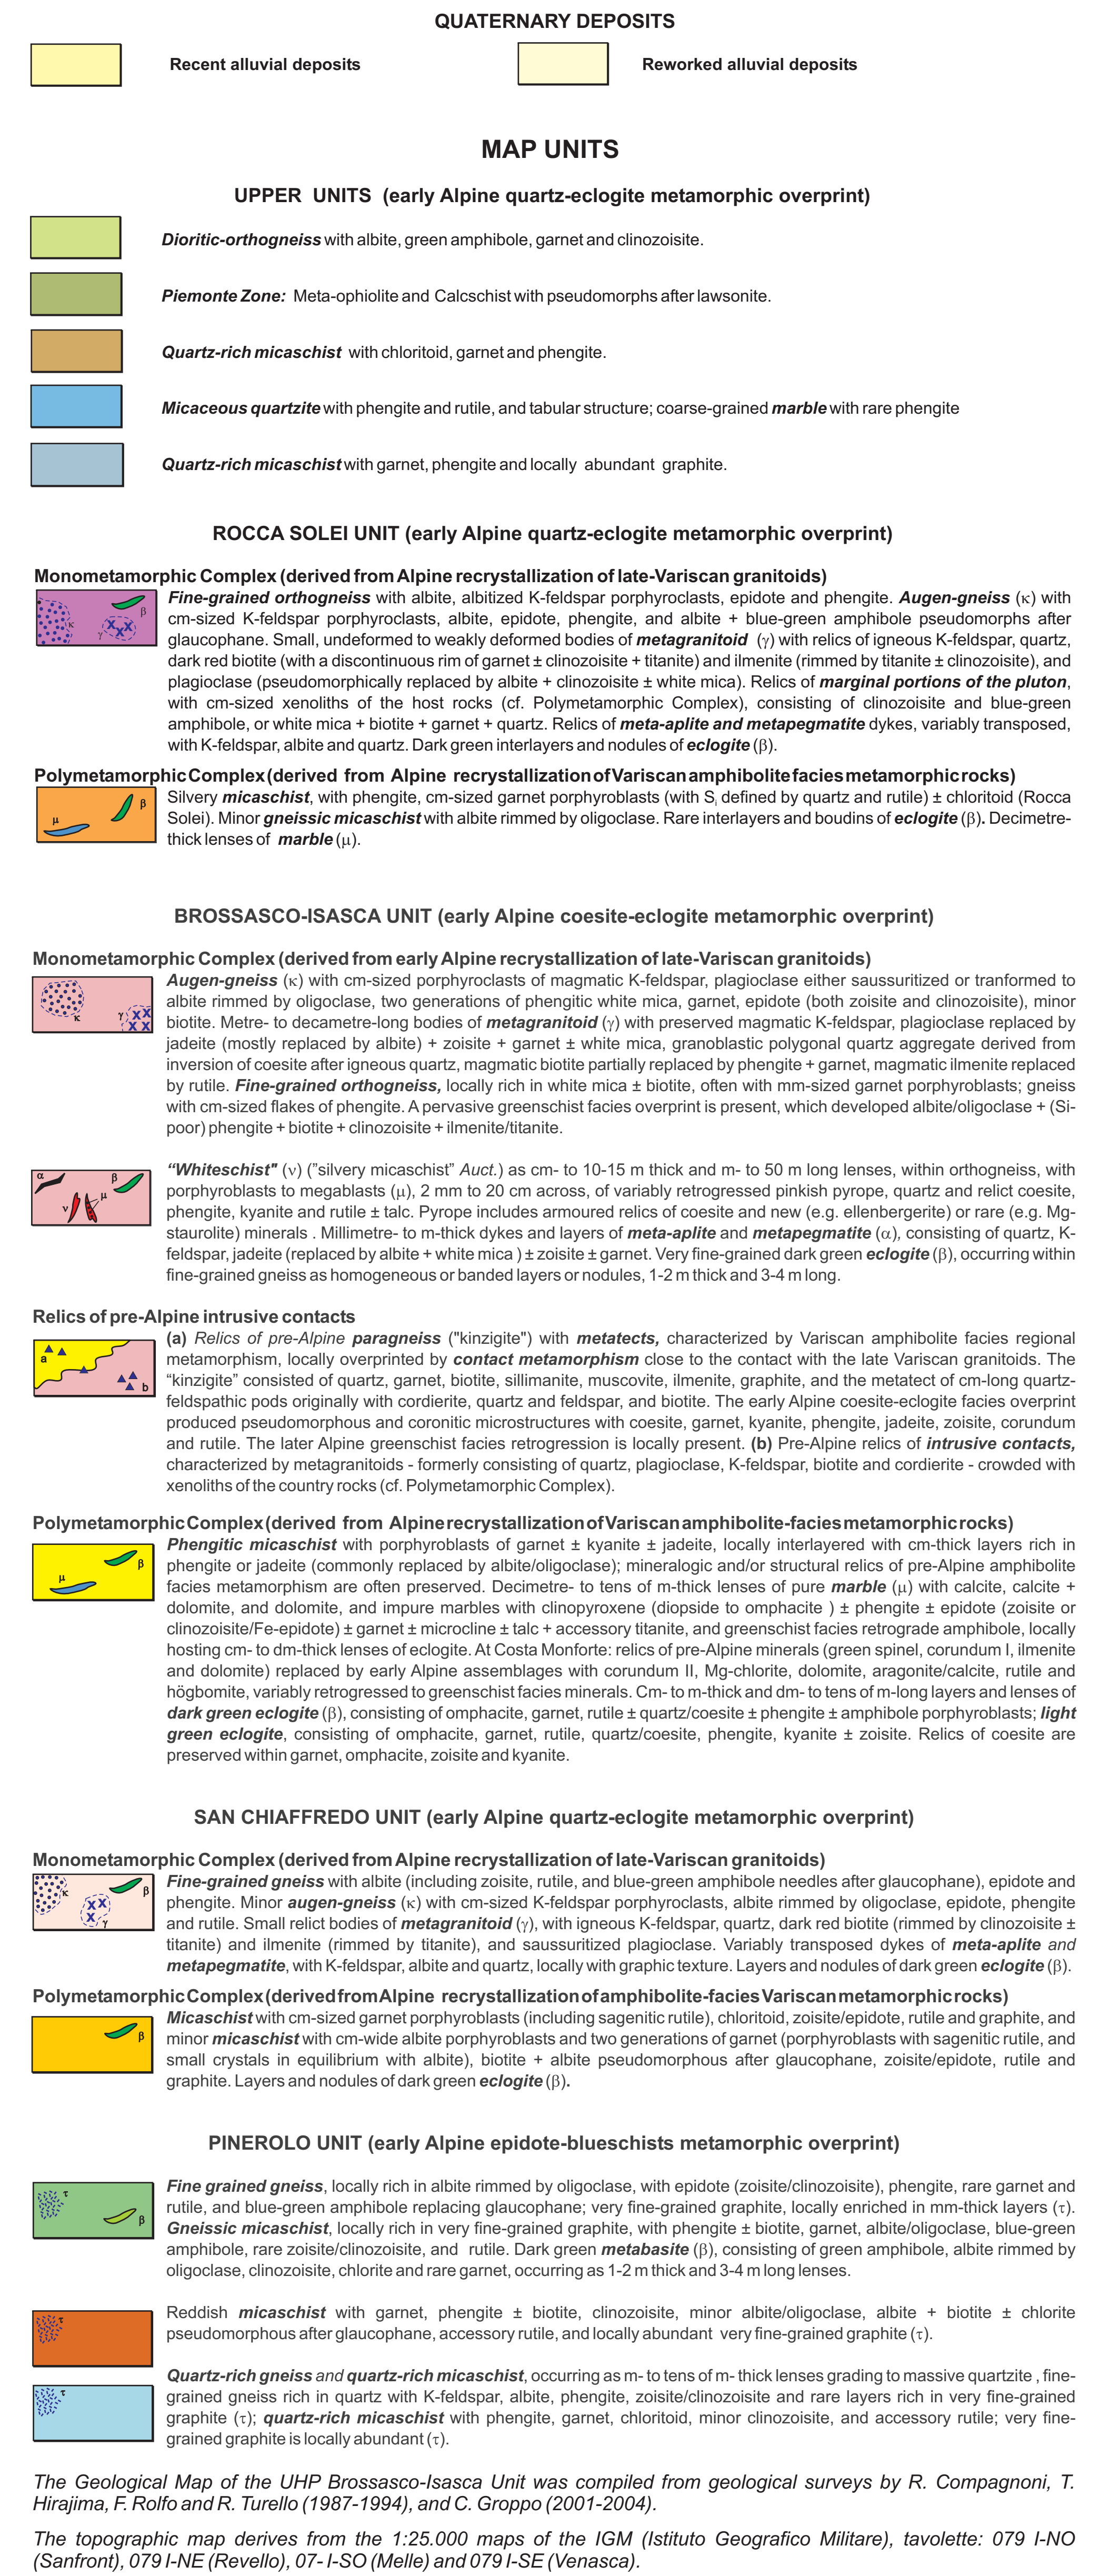 QUATERNARY DEPOSITS
Recent alluvial deposits
Reworked alluvial deposits
MAP UNITS
UPPER UNITS (early Alpine quartz-eclogite metamorphic overprint)
Dioritic-orthogneiss with albite, green amphibole, garnet and clinozoisite.
Piemonte Zone: Meta-ophiolite and Calcschist with pseudomorphs after lawsonite.
Quartz-rich micaschist with chloritoid, garnet and phengite.
Micaceous quartzite with phengite and rutile, and tabular structure; coarse-grained marble with rare phengite
Quartz-rich micaschist with garnet, phengite and locally abundant graphite.
ROCCA SOLEI UNIT (early Alpine quartz-eclogite metamorphic overprint)
Monometamorphic Complex (derived from Alpine recrystallization of late-Variscan granitoids)
κ γ β
Fine-grained orthogneiss with albite, albitized K-feldspar porphyroclasts, epidote and phengite. Augen-gneiss (κ) with
cm-sized K-feldspar porphyroclasts, albite, epidote, phengite, and albite + blue-green amphibole pseudomorphs after
glaucophane. Small, undeformed to weakly deformed bodies of metagranitoid (γ) with relics of igneous K-feldspar, quartz,
dark red biotite (with a discontinuous rim of garnet ± clinozoisite + titanite) and ilmenite (rimmed by titanite ± clinozoisite), and
plagioclase (pseudomorphically replaced by albite + clinozoisite ± white mica). Relics of marginal portions of the pluton,
with cm-sized xenoliths of the host rocks (cf. Polymetamorphic Complex), consisting of clinozoisite and blue-green
amphibole, or white mica + biotite + garnet + quartz. Relics of meta-aplite and metapegmatite dykes, variably transposed,
with K-feldspar, albite and quartz. Dark green interlayers and nodules of eclogite (β).
Polymetamorphic Complex (derived from Alpine recrystallization of Variscan amphibolite facies metamorphic rocks)
μ β
Silvery micaschist, with phengite, cm-sized garnet porphyroblasts (with Si defined by quartz and rutile) ± chloritoid (Rocca
Solei). Minor gneissic micaschist with albite rimmed by oligoclase. Rare interlayers and boudins of eclogite (β). Decimetre-
thick lenses of marble (μ).
BROSSASCO-ISASCA UNIT (early Alpine coesite-eclogite metamorphic overprint)
Monometamorphic Complex (derived from early Alpine recrystallization of late-Variscan granitoids)
κ γ
Augen-gneiss (κ) with cm-sized porphyroclasts of magmatic K-feldspar, plagioclase either saussuritized or tranformed to
albite rimmed by oligoclase, two generations of phengitic white mica, garnet, epidote (both zoisite and clinozoisite), minor
biotite. Metre- to decametre-long bodies of metagranitoid (γ) with preserved magmatic K-feldspar, plagioclase replaced by
jadeite (mostly replaced by albite) + zoisite + garnet ± white mica, granoblastic polygonal quartz aggregate derived from
inversion of coesite after igneous quartz, magmatic biotite partially replaced by phengite + garnet, magmatic ilmenite replaced
by rutile. Fine-grained orthogneiss, locally rich in white mica ± biotite, often with mm-sized garnet porphyroblasts; gneiss
with cm-sized flakes of phengite. A pervasive greenschist facies overprint is present, which developed albite/oligoclase + (Si-
poor) phengite + biotite + clinozoisite + ilmenite/titanite.
α β ν μ
“Whiteschist" (ν) ("silvery micaschist” Auct.) as cm- to 10-15 m thick and m- to 50 m long lenses, within orthogneiss, with
porphyroblasts to megablasts (μ), 2 mm to 20 cm across, of variably retrogressed pinkish pyrope, quartz and relict coesite,
phengite, kyanite and rutile ± talc. Pyrope includes armoured relics of coesite and new (e.g. ellenbergerite) or rare (e.g. Mg-
staurolite) minerals . Millimetre- to m-thick dykes and layers of meta-aplite and metapegmatite (α), consisting of quartz, K-
feldspar, jadeite (replaced by albite + white mica ) ± zoisite ± garnet. Very fine-grained dark green eclogite (β), occurring within
fine-grained gneiss as homogeneous or banded layers or nodules, 1-2 m thick and 3-4 m long.
Relics of pre-Alpine intrusive contacts
a b
(a) Relics of pre-Alpine paragneiss ("kinzigite") with metatects, characterized by Variscan amphibolite facies regional
metamorphism, locally overprinted by contact metamorphism close to the contact with the late Variscan granitoids. The
“kinzigite” consisted of quartz, garnet, biotite, sillimanite, muscovite, ilmenite, graphite, and the metatect of cm-long quartz-
feldspathic pods originally with cordierite, quartz and feldspar, and biotite. The early Alpine coesite-eclogite facies overprint
produced pseudomorphous and coronitic microstructures with coesite, garnet, kyanite, phengite, jadeite, zoisite, corundum
and rutile. The later Alpine greenschist facies retrogression is locally present. (b) Pre-Alpine relics of intrusive contacts,
characterized by metagranitoids - formerly consisting of quartz, plagioclase, K-feldspar, biotite and cordierite - crowded with
xenoliths of the country rocks (cf. Polymetamorphic Complex).
Polymetamorphic Complex (derived from Alpine recrystallization of Variscan amphibolite-facies metamorphic rocks)
μ β
Phengitic micaschist with porphyroblasts of garnet ± kyanite ± jadeite, locally interlayered with cm-thick layers rich in
phengite or jadeite (commonly replaced by albite/oligoclase); mineralogic and/or structural relics of pre-Alpine amphibolite
facies metamorphism are often preserved. Decimetre- to tens of m-thick lenses of pure marble (μ) with calcite, calcite +
dolomite, and dolomite, and impure marbles with clinopyroxene (diopside to omphacite ) ± phengite ± epidote (zoisite or
clinozoisite/Fe-epidote) ± garnet ± microcline ± talc + accessory titanite, and greenschist facies retrograde amphibole, locally
hosting cm- to dm-thick lenses of eclogite. At Costa Monforte: relics of pre-Alpine minerals (green spinel, corundum I, ilmenite
and dolomite) replaced by early Alpine assemblages with corundum II, Mg-chlorite, dolomite, aragonite/calcite, rutile and
högbomite, variably retrogressed to greenschist facies minerals. Cm- to m-thick and dm- to tens of m-long layers and lenses of
dark green eclogite (β), consisting of omphacite, garnet, rutile ± quartz/coesite ± phengite ± amphibole porphyroblasts; light
green eclogite, consisting of omphacite, garnet, rutile, quartz/coesite, phengite, kyanite ± zoisite. Relics of coesite are
preserved within garnet, omphacite, zoisite and kyanite.
SAN CHIAFFREDO UNIT (early Alpine quartz-eclogite metamorphic overprint)
Monometamorphic Complex (derived from Alpine recrystallization of late-Variscan granitoids)
κ γ β
Fine-grained gneiss with albite (including zoisite, rutile, and blue-green amphibole needles after glaucophane), epidote and
phengite. Minor augen-gneiss (κ) with cm-sized K-feldspar porphyroclasts, abite rimmed by oligoclase, epidote, phengite
and rutile. Small relict bodies of metagranitoid (γ), with igneous K-feldspar, quartz, dark red biotite (rimmed by clinozoisite ±
titanite) and ilmenite (rimmed by titanite), and saussuritized plagioclase. Variably transposed dykes of meta-aplite and
metapegmatite, with K-feldspar, albite and quartz, locally with graphic texture. Layers and nodules of dark green eclogite (β).
Polymetamorphic Complex (derived from Alpine recrystallization of amphibolite-facies Variscan metamorphic rocks)
β
Micaschist with cm-sized garnet porphyroblasts (including sagenitic rutile), chloritoid, zoisite/epidote, rutile and graphite, and
minor micaschist with cm-wide albite porphyroblasts and two generations of garnet (porphyroblasts with sagenitic rutile, and
small crystals in equilibrium with albite), biotite + albite pseudomorphous after glaucophane, zoisite/epidote, rutile and
graphite. Layers and nodules of dark green eclogite (β).
PINEROLO UNIT (early Alpine epidote-blueschists metamorphic overprint)
τ β
Fine grained gneiss, locally rich in albite rimmed by oligoclase, with epidote (zoisite/clinozoisite), phengite, rare garnet and
rutile, and blue-green amphibole replacing glaucophane; very fine-grained graphite, locally enriched in mm-thick layers (τ).
Gneissic micaschist, locally rich in very fine-grained graphite, with phengite ± biotite, garnet, albite/oligoclase, blue-green
amphibole, rare zoisite/clinozoisite, and rutile. Dark green metabasite (β), consisting of green amphibole, albite rimmed by
oligoclase, clinozoisite, chlorite and rare garnet, occurring as 1-2 m thick and 3-4 m long lenses.
τ
Reddish micaschist with garnet, phengite ± biotite, clinozoisite, minor albite/oligoclase, albite + biotite ± chlorite
pseudomorphous after glaucophane, accessory rutile, and locally abundant very fine-grained graphite (τ).
τ
Quartz-rich gneiss and quartz-rich micaschist, occurring as m- to tens of m- thick lenses grading to massive quartzite , fine-
grained gneiss rich in quartz with K-feldspar, albite, phengite, zoisite/clinozoisite and rare layers rich in very fine-grained
graphite (τ); quartz-rich micaschist with phengite, garnet, chloritoid, minor clinozoisite, and accessory rutile; very fine-
grained graphite is locally abundant (τ).
The Geological Map of the UHP Brossasco-Isasca Unit was compiled from geological surveys by R. Compagnoni, T.
Hirajima, F. Rolfo and R. Turello (1987-1994), and C. Groppo (2001-2004).
The topographic map derives from the 1:25.000 maps of the IGM (Istituto Geografico Militare), tavolette: 079 I-NO
(Sanfront), 079 I-NE (Revello), 07- I-SO (Melle) and 079 I-SE (Venasca).